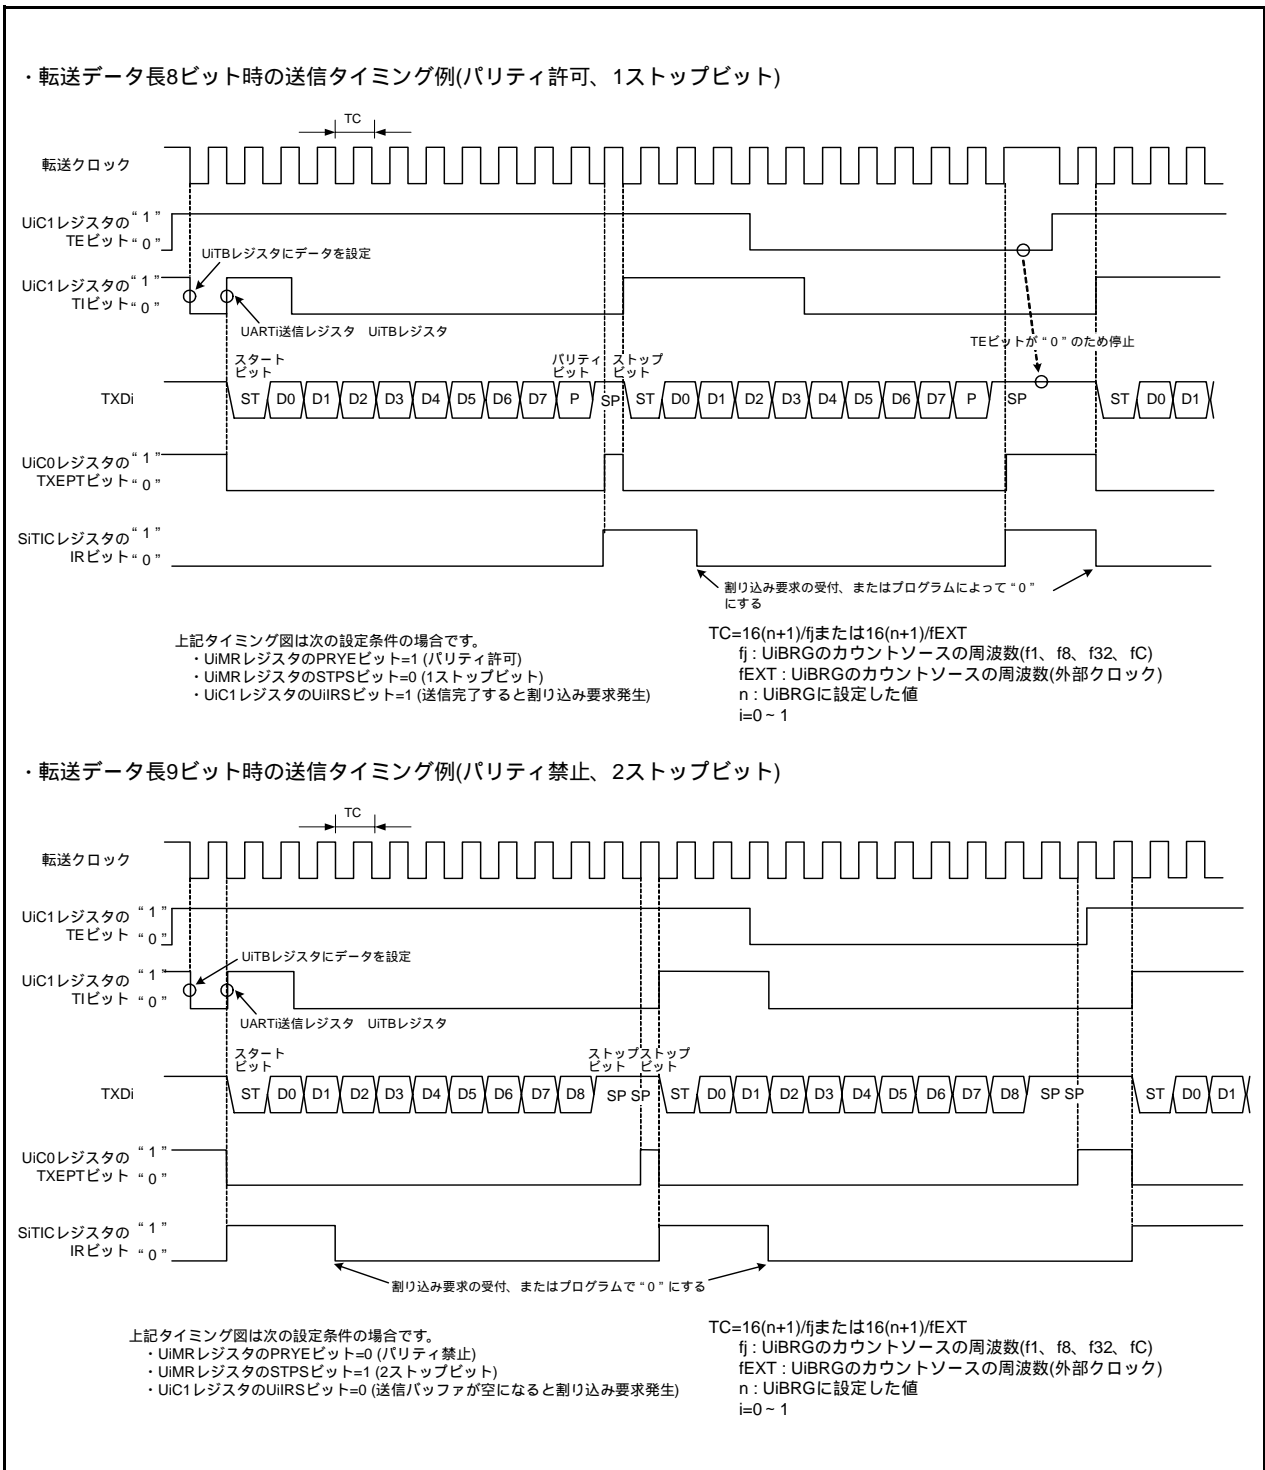 ・転送データ長8ビット時の送信タイミング例(パリティ許可、1ストップビット)
TC
転送クロック
UiC1レジスタの “ 1 ”
TEビット “ 0 ”
UiTBレジスタにデータを設定
UiC1レジスタの “ 1 ”
TIビット “ 0 ”
UARTi送信レジスタ UiTBレジスタ
TEビットが “ 0 ” のため停止
スタート
ビット
パリティ
ビット
ストップ
ビット
TXDi
ST D0 D1 D2 D3 D4 D5 D6 D7 P SP ST D0 D1 D2 D3 D4 D5 D6 D7 P SP ST D0 D1
UiC0レジスタの “ 1 ”
TXEPTビット “ 0 ”
SiTICレジスタの “ 1 ”
IRビット “ 0 ”
割り込み要求の受付、またはプログラムによって “ 0 ”
にする
上記タイミング図は次の設定条件の場合です。
・UiMRレジスタのPRYEビット=1 (パリティ許可)
・UiMRレジスタのSTPSビット=0 (1ストップビット)
・UiC1レジスタのUiIRSビット=1 (送信完了すると割り込み要求発生)
TC=16(n+1)/fjまたは16(n+1)/fEXT
fj : UiBRGのカウントソースの周波数(f1、f8、f32、fC)
fEXT : UiBRGのカウントソースの周波数(外部クロック)
n : UiBRGに設定した値
i=0~1
・転送データ長9ビット時の送信タイミング例(パリティ禁止、2ストップビット)
TC
転送クロック
UiC1レジスタの “ 1 ”
TEビット “ 0 ”
UiTBレジスタにデータを設定
UiC1レジスタの “ 1 ”
TIビット “ 0 ”
UARTi送信レジスタ UiTBレジスタ
スタート
ビット
ストップ
ビット
ストップ
ビット
TXDi
ST D0 D1 D2 D3 D4 D5 D6 D7 D8 SP SP ST D0 D1 D2 D3 D4 D5 D6 D7 D8 SP SP ST D0 D1
UiC0レジスタの “ 1 ”
TXEPTビット “ 0 ”
SiTICレジスタの “ 1 ”
IRビット “ 0 ”
割り込み要求の受付、またはプログラムで “ 0 ” にする
上記タイミング図は次の設定条件の場合です。
・UiMRレジスタのPRYEビット=0 (パリティ禁止)
・UiMRレジスタのSTPSビット=1 (2ストップビット)
・UiC1レジスタのUiIRSビット=0 (送信バッファが空になると割り込み要求発生)
TC=16(n+1)/fjまたは16(n+1)/fEXT
fj : UiBRGのカウントソースの周波数(f1、f8、f32、fC)
fEXT : UiBRGのカウントソースの周波数(外部クロック)
n : UiBRGに設定した値
i=0~1